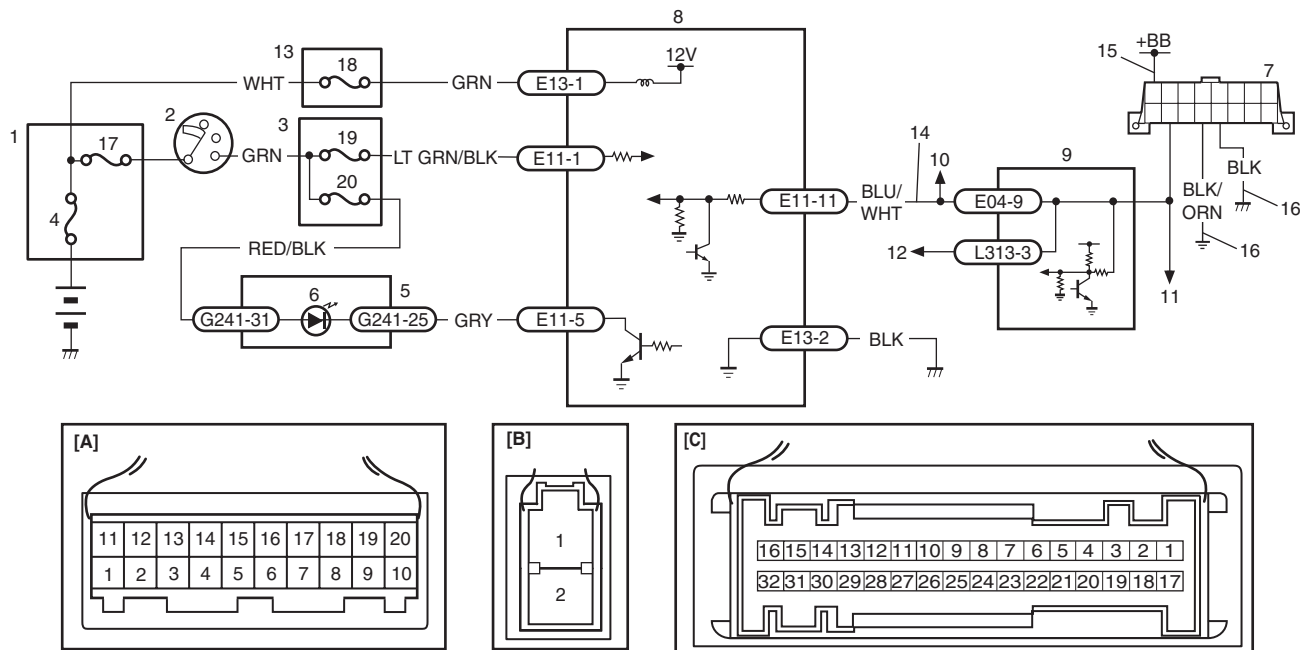 8
15
+BB
7
13
18
12V
WHT
GRN
E13-1
1
2
3
17
19
14
10
9
GRN
LT GRN/BLK
E11-1
BLK
20
4
E11-11
BLU/
WHT
E04-9
BLK/
ORN
16
16
RED/BLK
12
L313-3
11
6
5
G241-31
G241-25
GRY
E11-5
E13-2
BLK
[A]
11 12 13 14 15 16 17 18 19 20
1 2 3 4 5 6 7 8 9 10
[B]
1
2
[C]
16 15 14 13 12 11 10 9 8 7 6 5 4 3 2 1
32 31 30 29 28 27 26 25 24 23 22 21 20 19 18 17